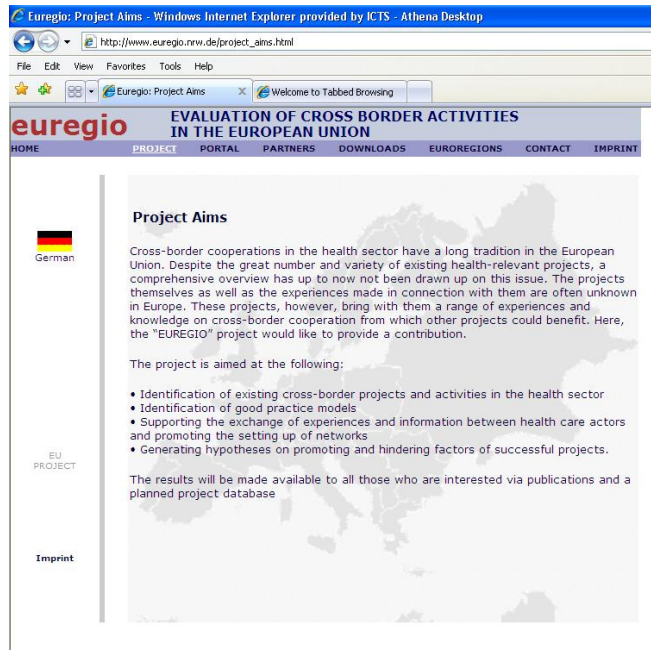 Euregio: Project Aims - Windows Internet Explorer provided by ICTS - Athena Desktop
http://www.euregio.nrw.de/project_aims.html
File Edit View Favorites Tools Help
Euregio: Project Aims X Welcome to Tabbed Browsing
euregio
EVALUATION OF CROSS BORDER ACTIVITIES
IN THE EUROPEAN UNION
HOME PROJECT PORTAL PARTNERS DOWNLOADS EUROREGIONS CONTACT IMPRINT
German
Project Aims
Cross-border cooperations in the health sector have a long tradition in the European
Union. Despite the great number and variety of existing health-relevant projects, a
comprehensive overview has up to now not been drawn up on this issue. The projects
themselves as well as the experiences made in connection with them are often unknown
in Europe. These projects, however, bring with them a range of experiences and
knowledge on cross-border cooperation from which other projects could benefit. Here,
the "EUREGIO" project would like to provide a contribution.
The project is aimed at the following:
• Identification of existing cross-border projects and activities in the health sector
• Identification of good practice models
• Supporting the exchange of experiences and information between health care actors
and promoting the setting up of networks
• Generating hypotheses on promoting and hindering factors of successful projects.
The results will be made available to all those who are interested via publications and a
planned project database
EU
PROJECT
Imprint